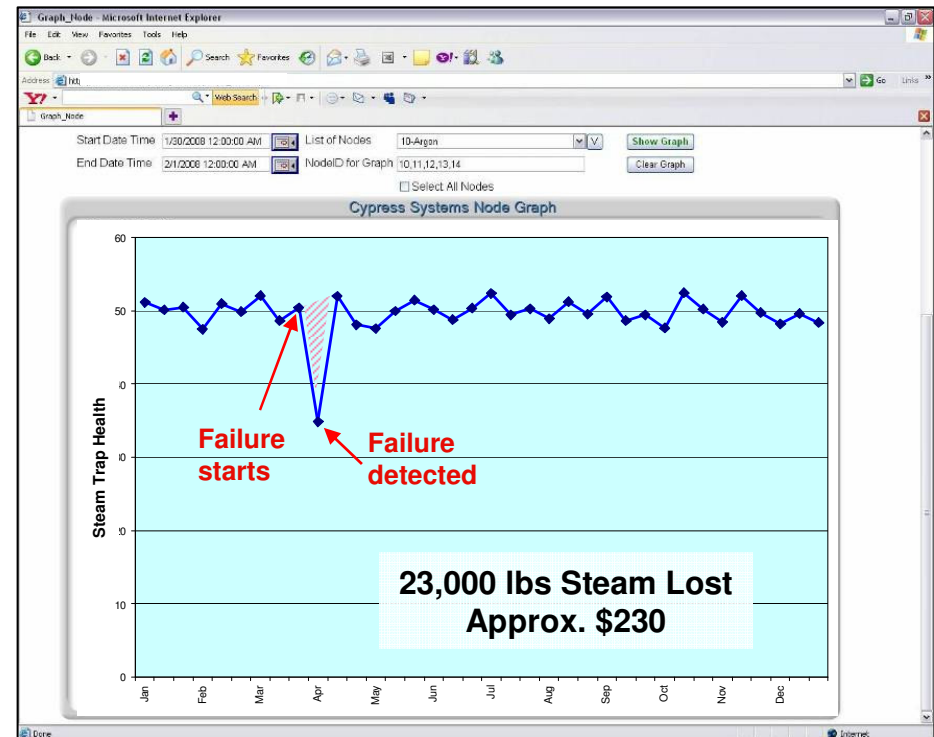 Graph_Node - Microsoft Internet Explorer
File Edit View Favorites Tools Help
Back Search Favorites
Address Go Links »
Y! Web Search
Graph_Node
Start Date Time 1/30/2008 12:00:00 AM List of Nodes 10-Argon V Show Graph
End Date Time 2/1/2008 12:00:00 AM NodeID for Graph 10,11,12,13,14 Clear Graph
Select All Nodes
Cypress Systems Node Graph
60
50
Steam Trap Health
Failure
starts
Failure
detected
23,000 lbs Steam Lost
Approx. $230
10
0
Jan Feb Mar Apr May Jun Jul Aug Sep Oct Nov Dec
Done Internet